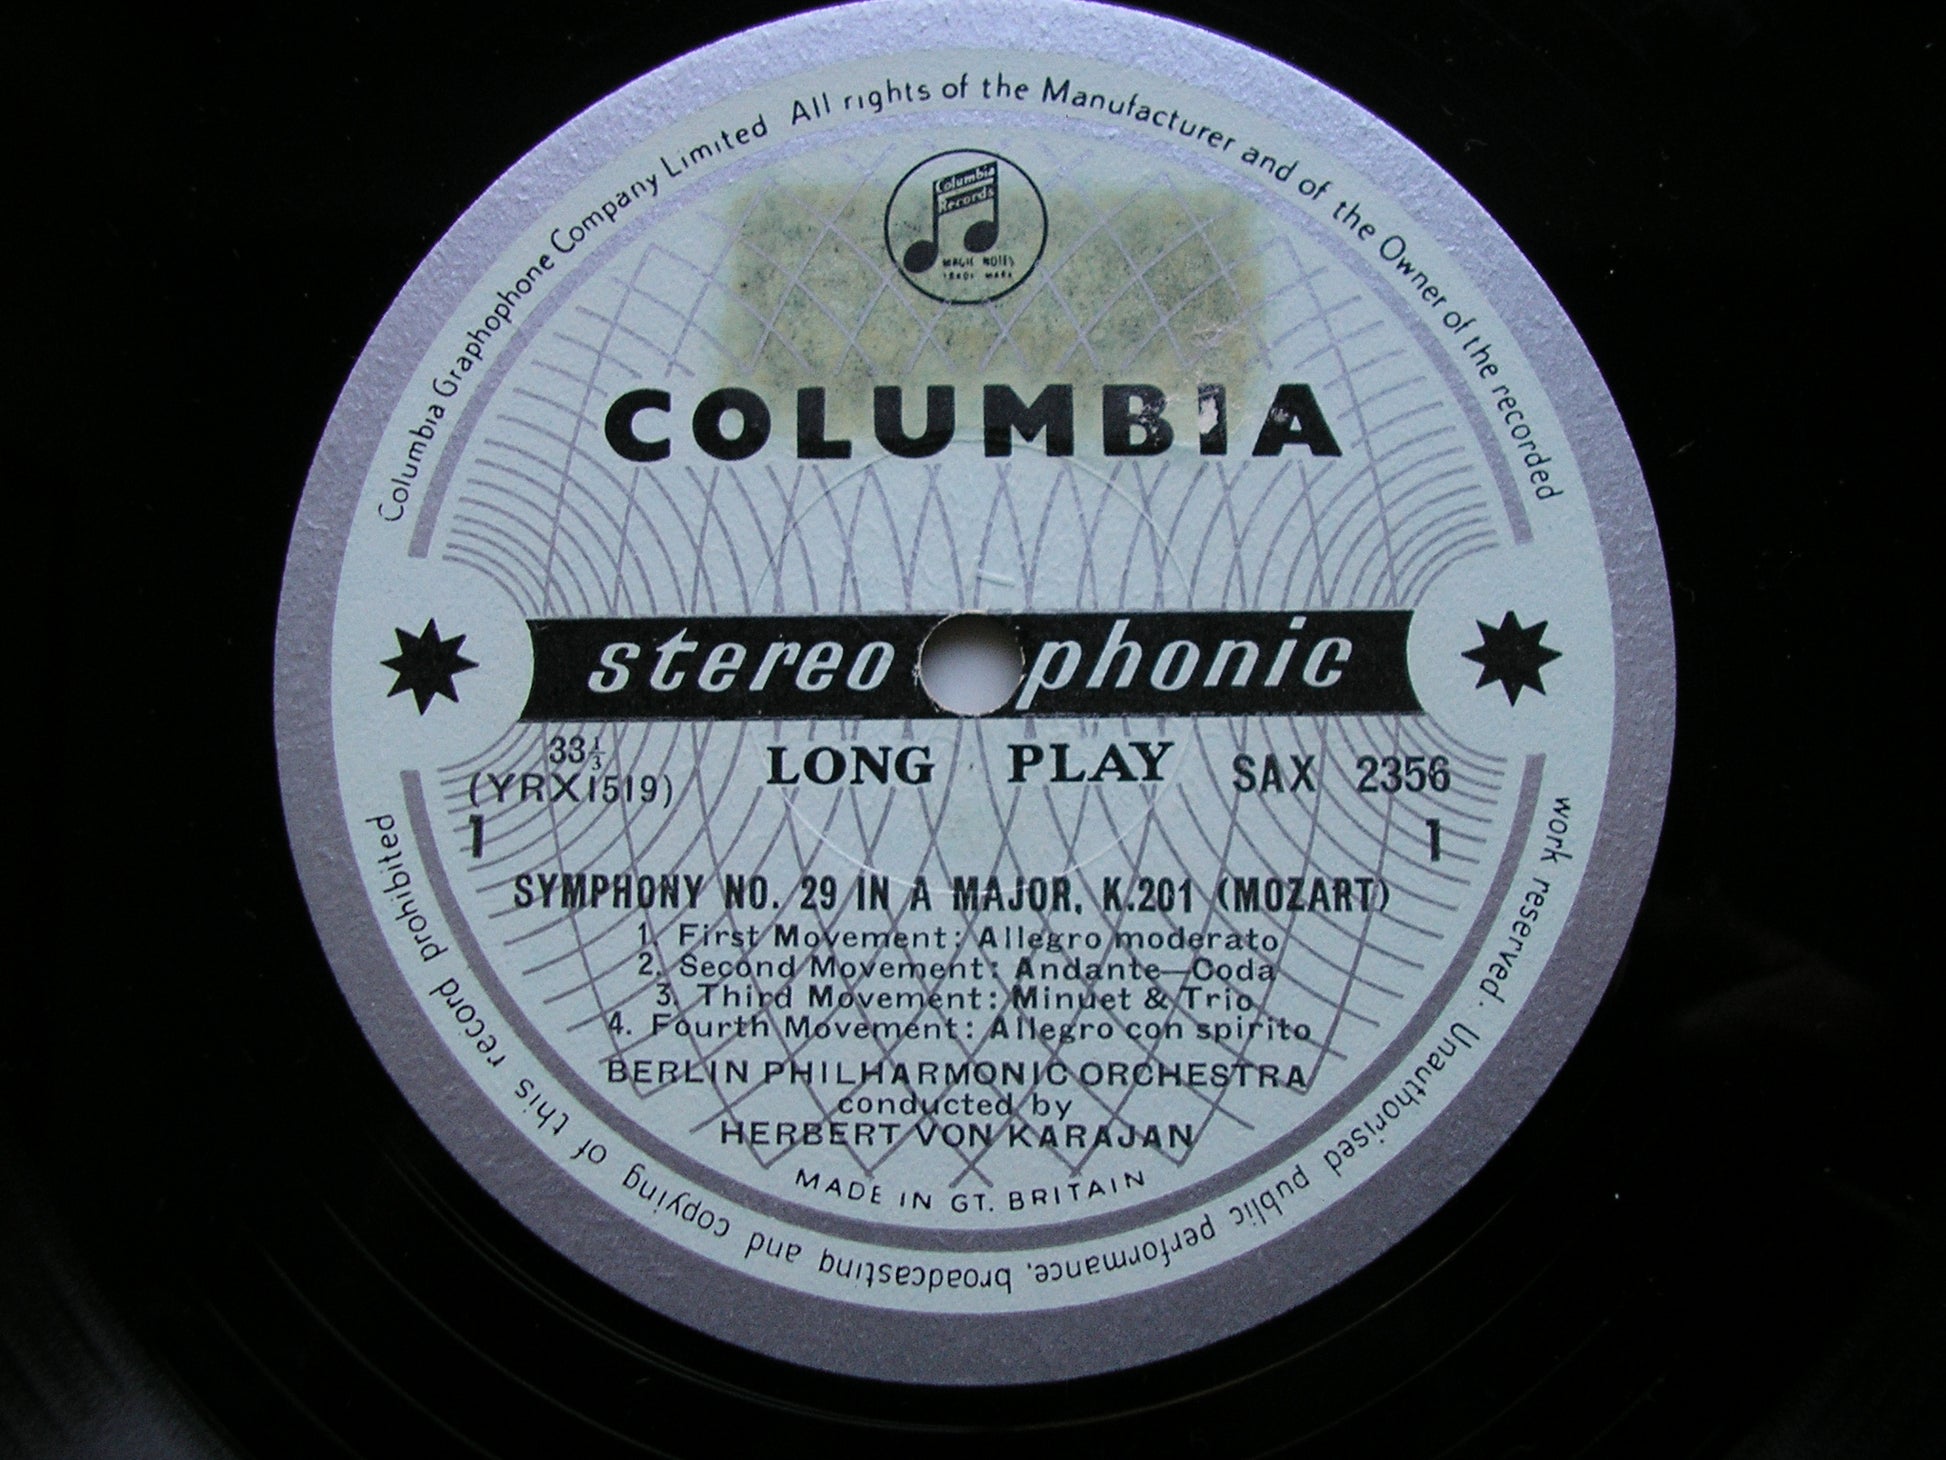 Columbia Graphophone Company Limited All rights of the Manufacturer and of the Owner of the recorded
work reserved. Unauthorised public performance, broadcasting and copying of this record prohibited
Columbia
Records
MAGIC NOTES
TRADE MARK
COLUMBIA
stereophonic
33⅓
(YRX1519)
1
LONG PLAY
SAX 2356
1
SYMPHONY NO. 29 IN A MAJOR, K.201 (MOZART)
1. First Movement: Allegro moderato
2. Second Movement: Andante—Coda
3. Third Movement: Minuet & Trio
4. Fourth Movement: Allegro con spirito
BERLIN PHILHARMONIC ORCHESTRA
conducted by
HERBERT VON KARAJAN
MADE IN GT. BRITAIN